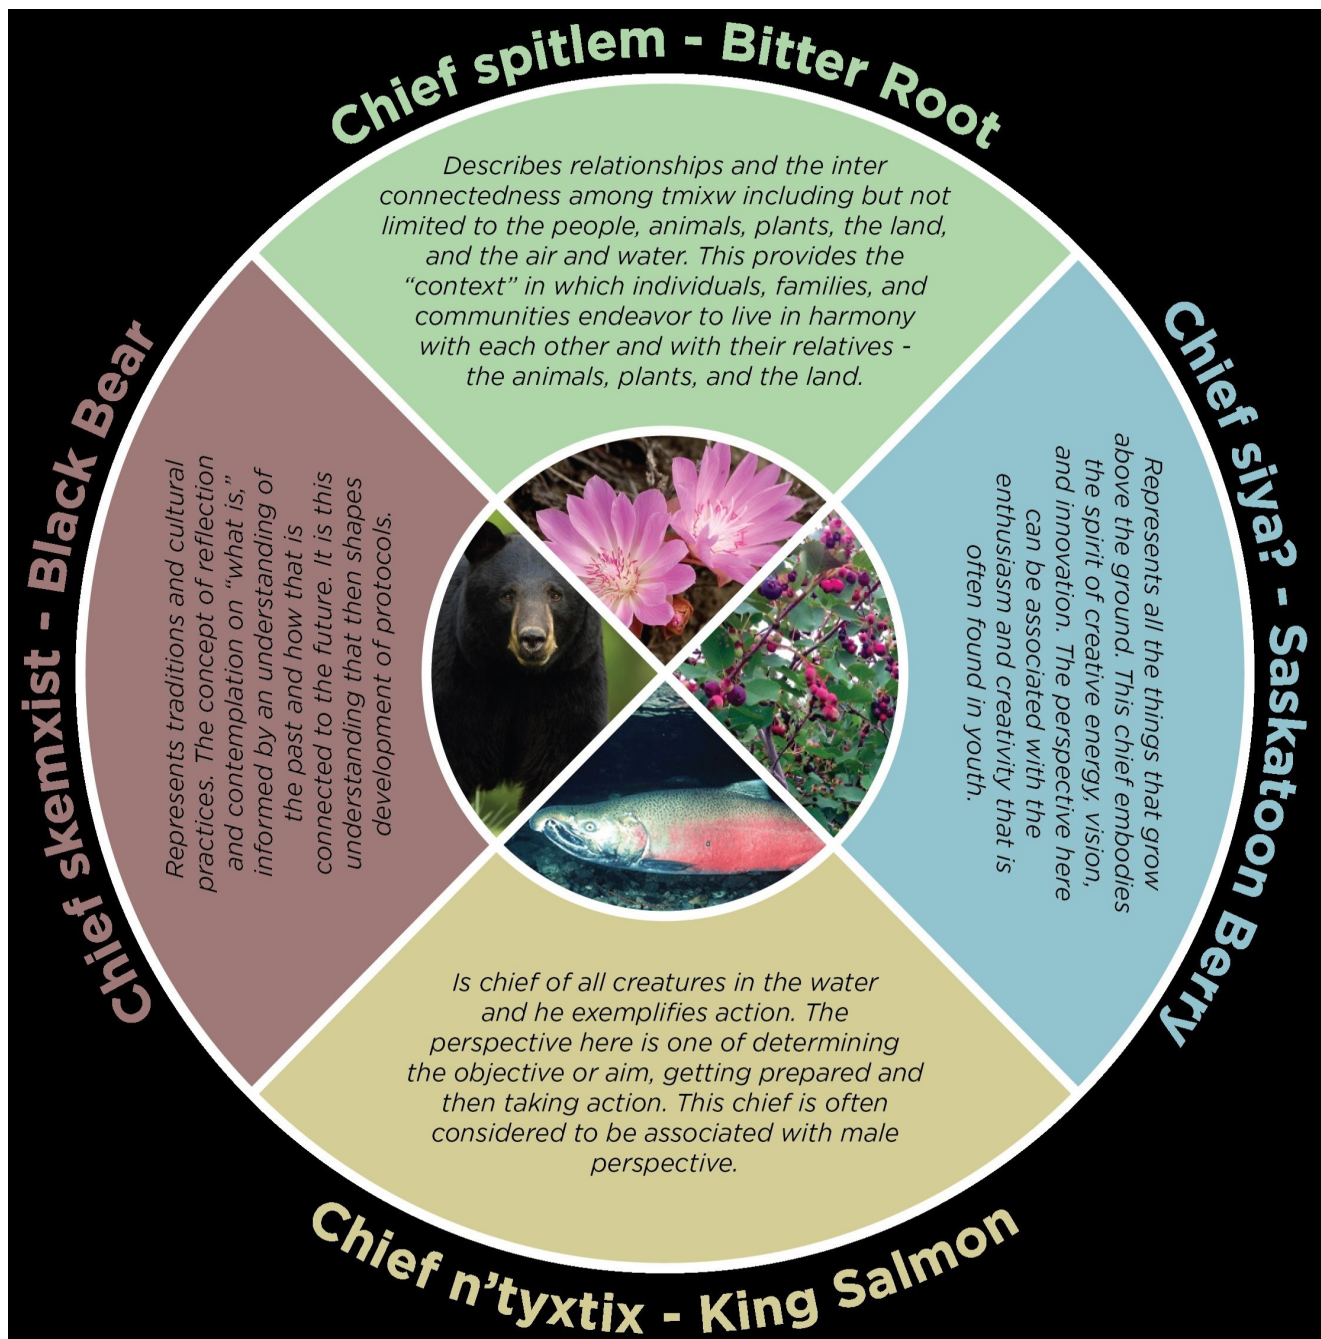 Chief spitlem - Bitter Root
Describes relationships and the inter
connectedness among tmixw including but not
limited to the people, animals, plants, the land,
and the air and water. This provides the
“context” in which individuals, families, and
communities endeavor to live in harmony
with each other and with their relatives -
the animals, plants, and the land.
Chief siya? - Saskatoon Berry
Represents all the things that grow
above the ground. This chief embodies
the spirit of creative energy, vision,
and innovation. The perspective here
can be associated with the
enthusiasm and creativity that is
often found in youth.
Chief n’tyxtix - King Salmon
Is chief of all creatures in the water
and he exemplifies action. The
perspective here is one of determining
the objective or aim, getting prepared and
then taking action. This chief is often
considered to be associated with male
perspective.
Chief skemxist - Black Bear
Represents traditions and cultural
practices. The concept of reflection
and contemplation on “what is,”
informed by an understanding of
the past and how that is
connected to the future. It is this
understanding that then shapes
development of protocols.